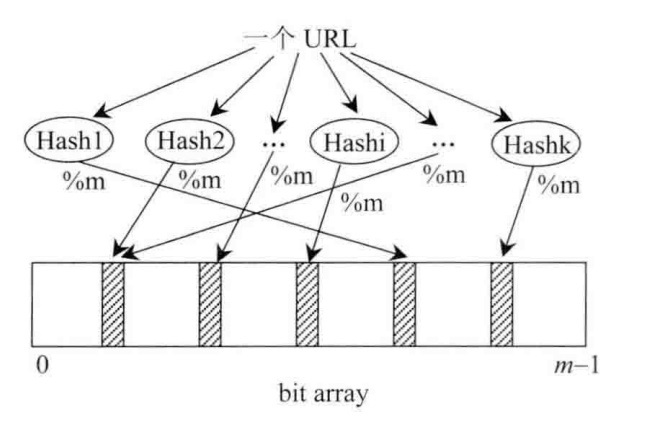 一个 URL
Hash1 Hash2 ... Hashi ... Hashk
%m %m %m %m %m %m
0 m−1
bit array